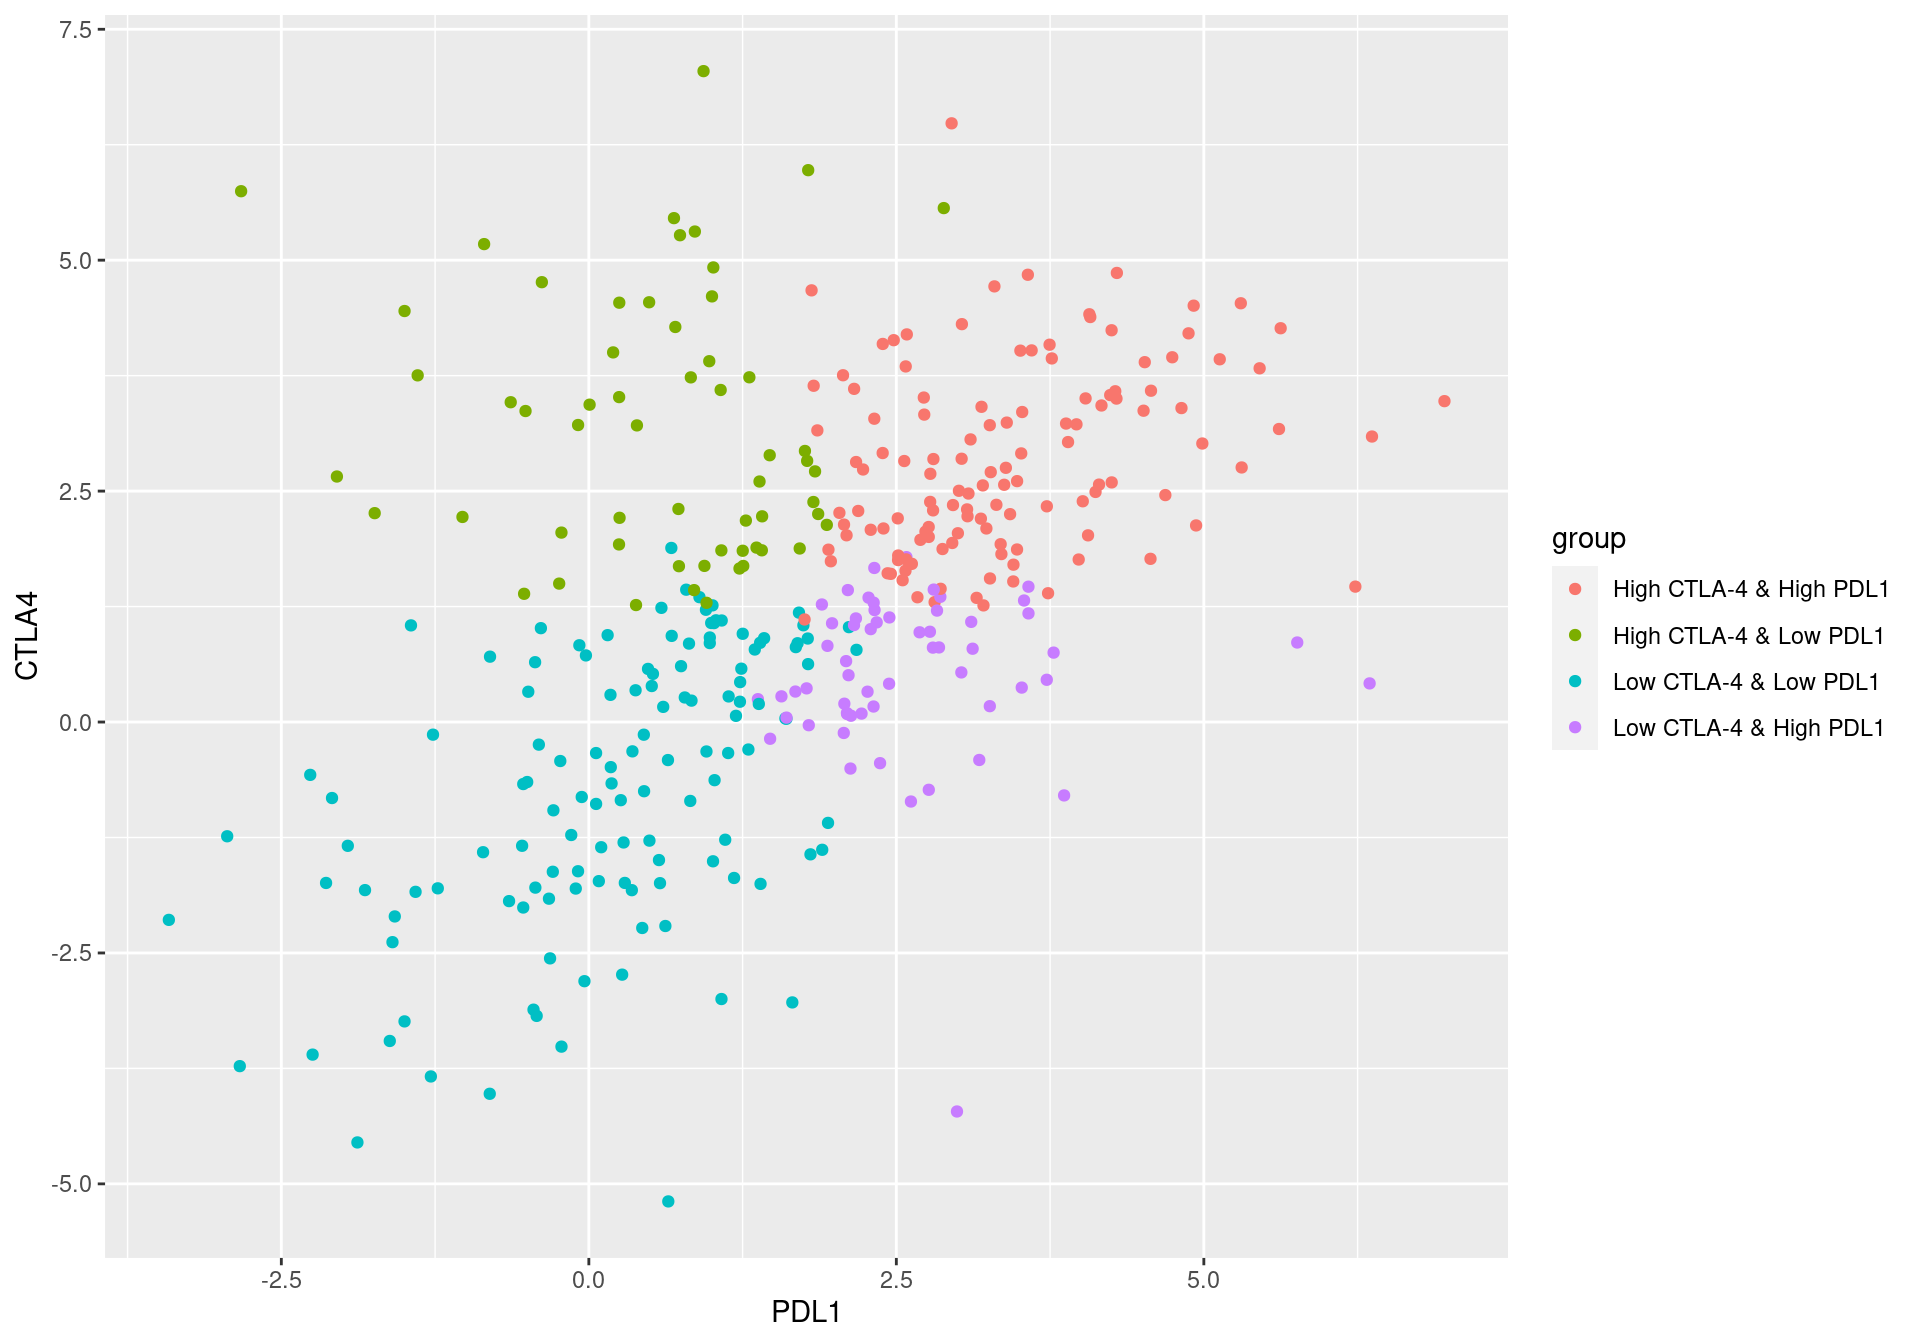 7.5
5.0
2.5
0.0
-2.5
-5.0
CTLA4
-2.5
0.0
2.5
5.0
PDL1
group
High CTLA-4 & High PDL1
High CTLA-4 & Low PDL1
Low CTLA-4 & Low PDL1
Low CTLA-4 & High PDL1